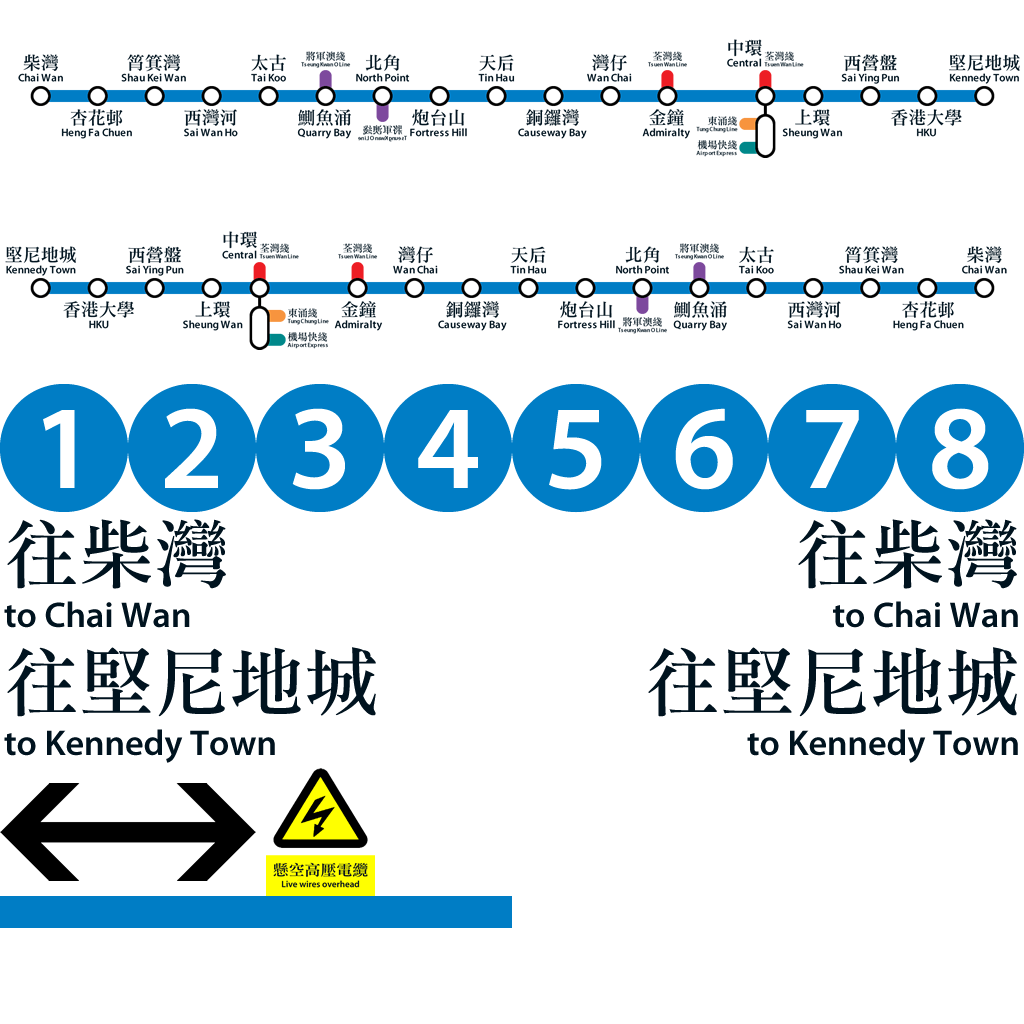 柴灣
Chai Wan
筲箕灣
Shau Kei Wan
太古
Tai Koo
將軍澳綫
Tseung Kwan O Line
北角
North Point
天后
Tin Hau
灣仔
Wan Chai
荃灣綫
Tsuen Wan Line
中環
Central
荃灣綫
Tsuen Wan Line
西營盤
Sai Ying Pun
堅尼地城
Kennedy Town
杏花邨
Heng Fa Chuen
西灣河
Sai Wan Ho
鰂魚涌
Quarry Bay
將軍澳綫
Tseung Kwan O Line
炮台山
Fortress Hill
銅鑼灣
Causeway Bay
金鐘
Admiralty
東涌綫
Tung Chung Line
機場快綫
Airport Express
上環
Sheung Wan
香港大學
HKU
堅尼地城
Kennedy Town
西營盤
Sai Ying Pun
中環
Central
荃灣綫
Tsuen Wan Line
荃灣綫
Tsuen Wan Line
灣仔
Wan Chai
天后
Tin Hau
北角
North Point
將軍澳綫
Tseung Kwan O Line
太古
Tai Koo
筲箕灣
Shau Kei Wan
柴灣
Chai Wan
香港大學
HKU
上環
Sheung Wan
東涌綫
Tung Chung Line
機場快綫
Airport Express
金鐘
Admiralty
銅鑼灣
Causeway Bay
炮台山
Fortress Hill
將軍澳綫
Tseung Kwan O Line
鰂魚涌
Quarry Bay
西灣河
Sai Wan Ho
杏花邨
Heng Fa Chuen
1 2 3 4 5 6 7 8
往柴灣
to Chai Wan
往柴灣
to Chai Wan
往堅尼地城
to Kennedy Town
往堅尼地城
to Kennedy Town
懸空高壓電纜
Live wires overhead